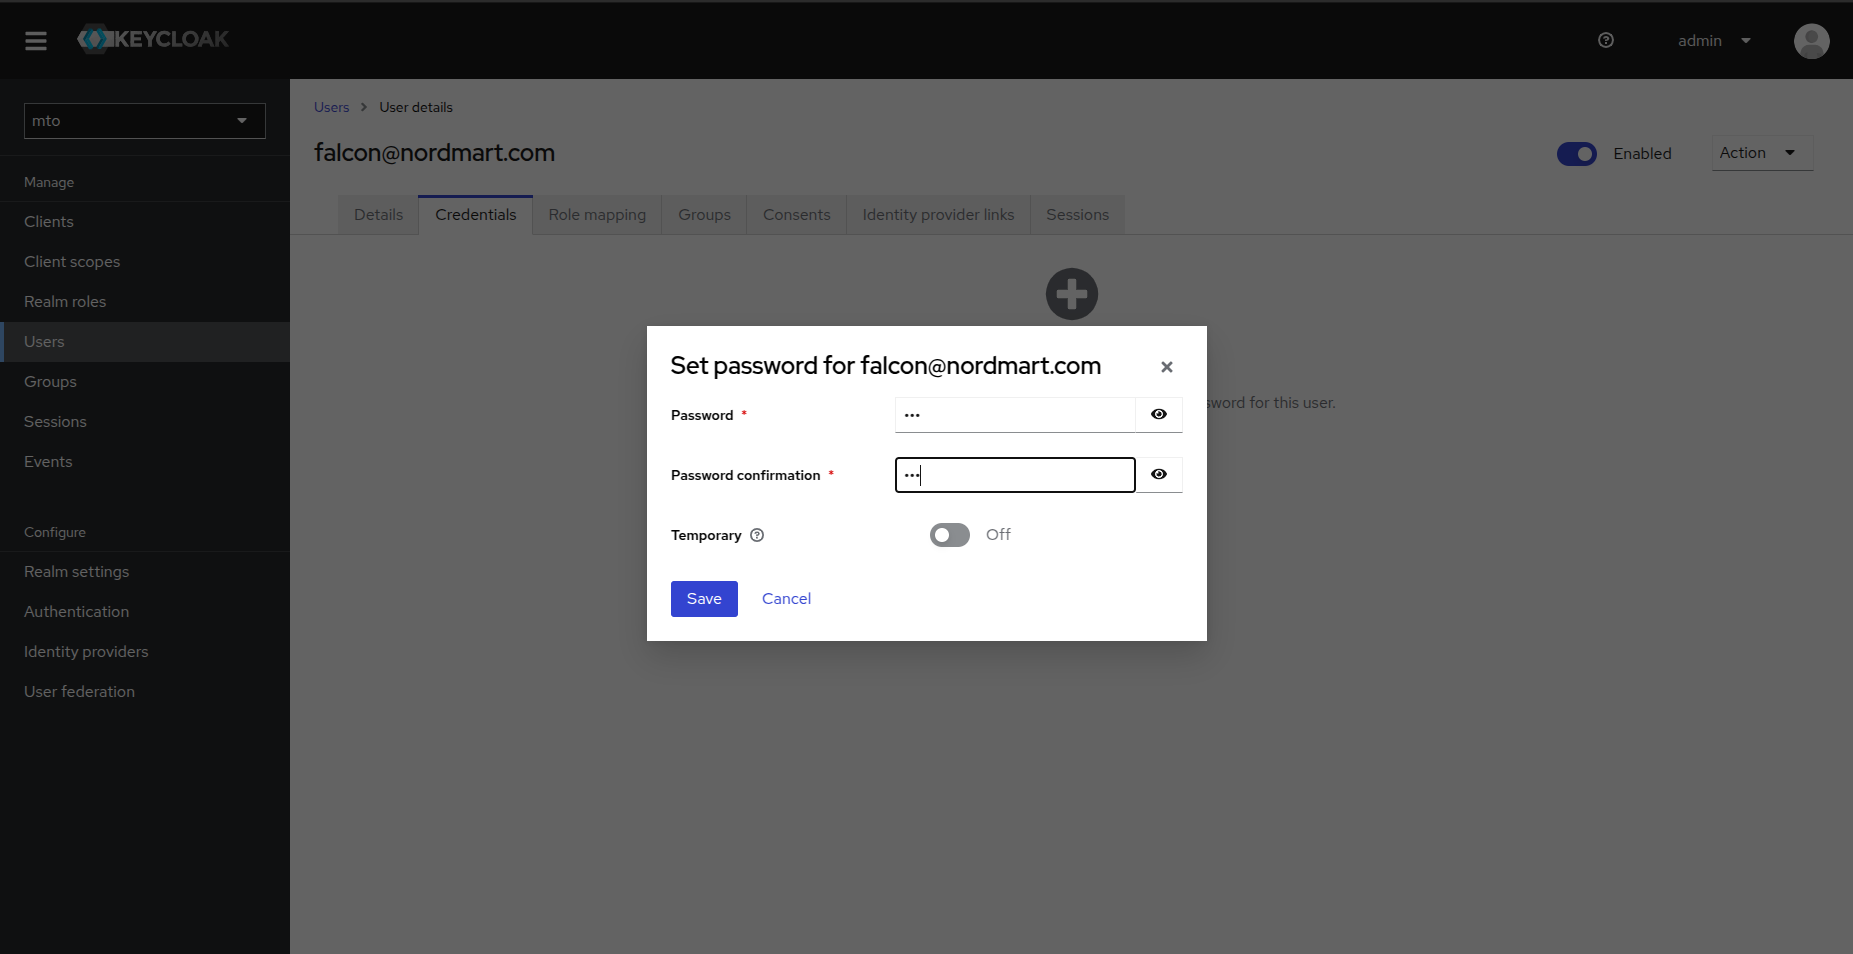 KEYCLOAK
admin
mto
Manage
Clients
Client scopes
Realm roles
Users
Groups
Sessions
Events
Configure
Realm settings
Authentication
Identity providers
User federation
Users > User details
falcon@nordmart.com
Enabled
Action
Details Credentials Role mapping Groups Consents Identity provider links Sessions
for this user.
Set password for falcon@nordmart.com
Password *
•••
Password confirmation *
•••
Temporary
Off
Save Cancel